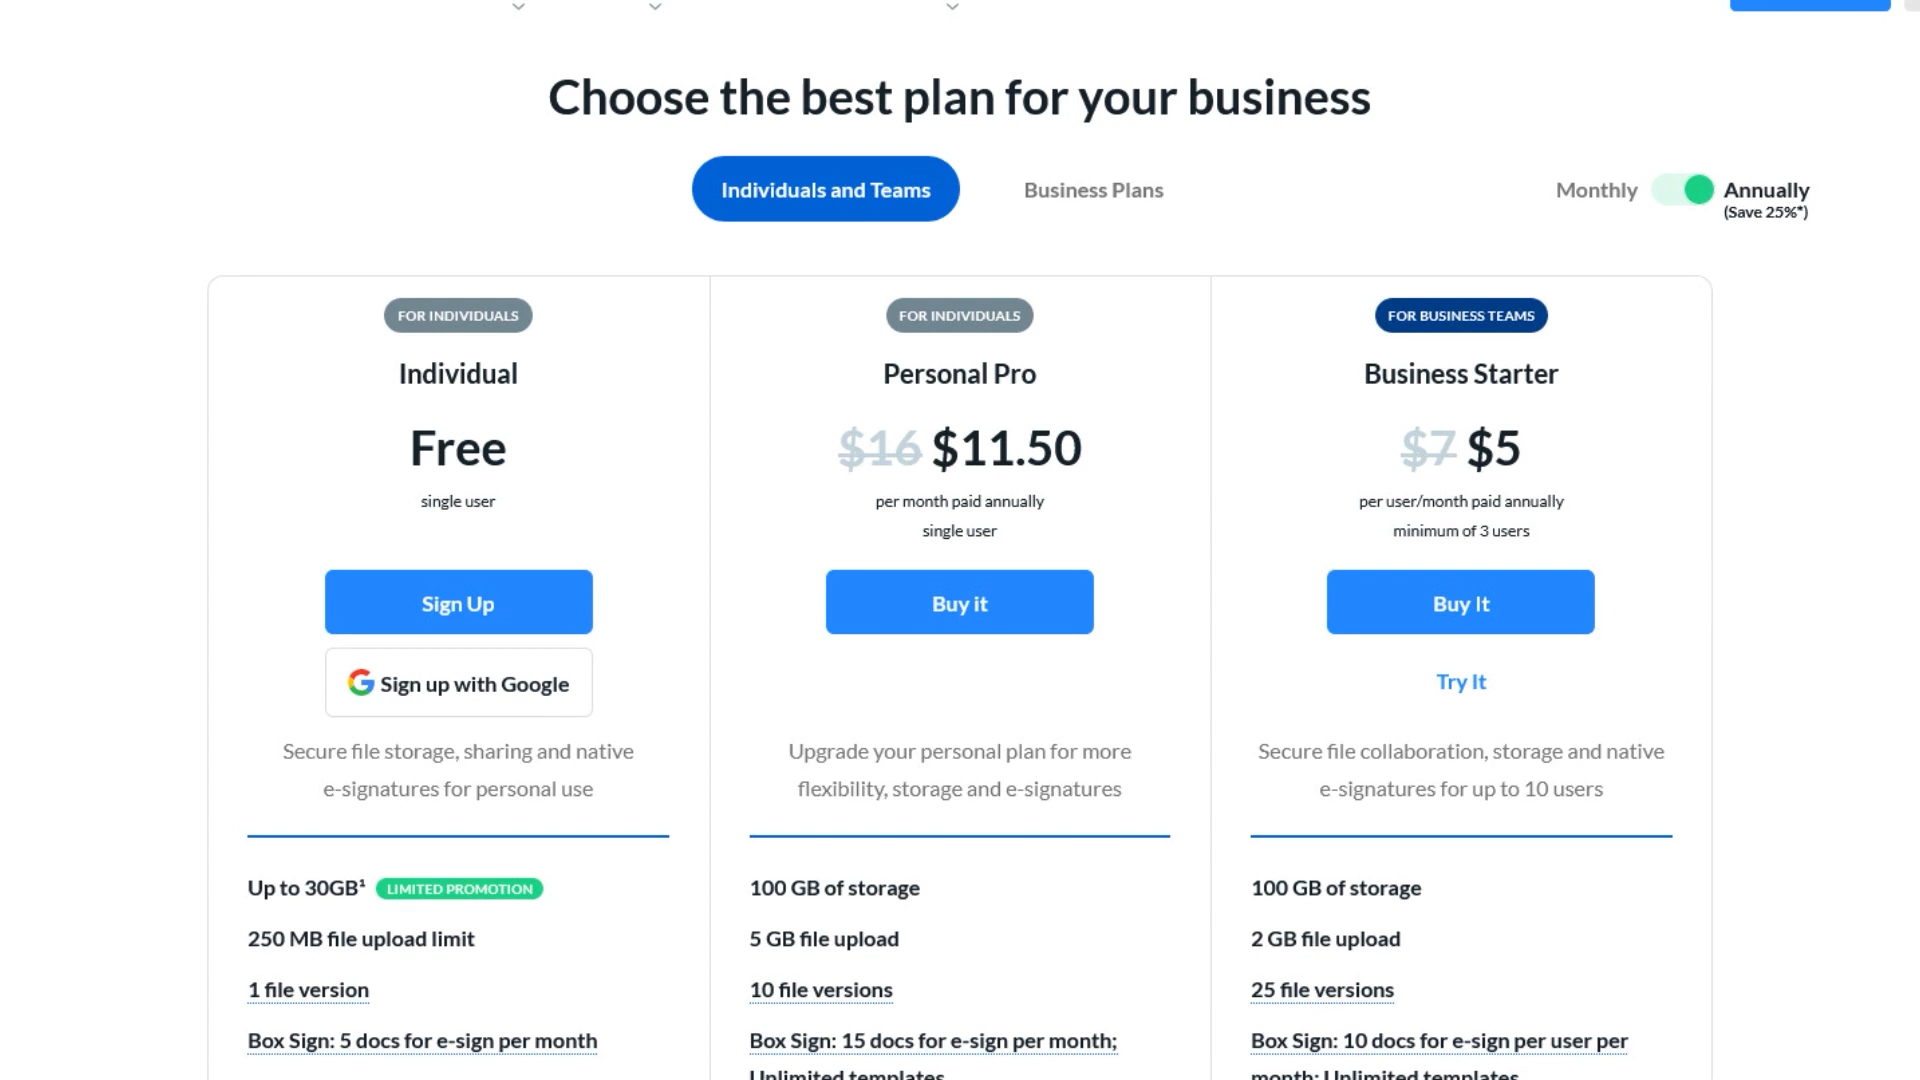 Choose the best plan for your business
Individuals and Teams
Business Plans
Monthly
Annually
(Save 25%*)
FOR INDIVIDUALS
Individual
Free
single user
Sign Up
Sign up with Google
Secure file storage, sharing and native
e-signatures for personal use
Up to 30GB¹ LIMITED PROMOTION
250 MB file upload limit
1 file version
Box Sign: 5 docs for e-sign per month
FOR INDIVIDUALS
Personal Pro
$16 $11.50
per month paid annually
single user
Buy it
Upgrade your personal plan for more
flexibility, storage and e-signatures
100 GB of storage
5 GB file upload
10 file versions
Box Sign: 15 docs for e-sign per month;
Unlimited templates
FOR BUSINESS TEAMS
Business Starter
$7 $5
per user/month paid annually
minimum of 3 users
Buy It
Try It
Secure file collaboration, storage and native
e-signatures for up to 10 users
100 GB of storage
2 GB file upload
25 file versions
Box Sign: 10 docs for e-sign per user per
month; Unlimited templates